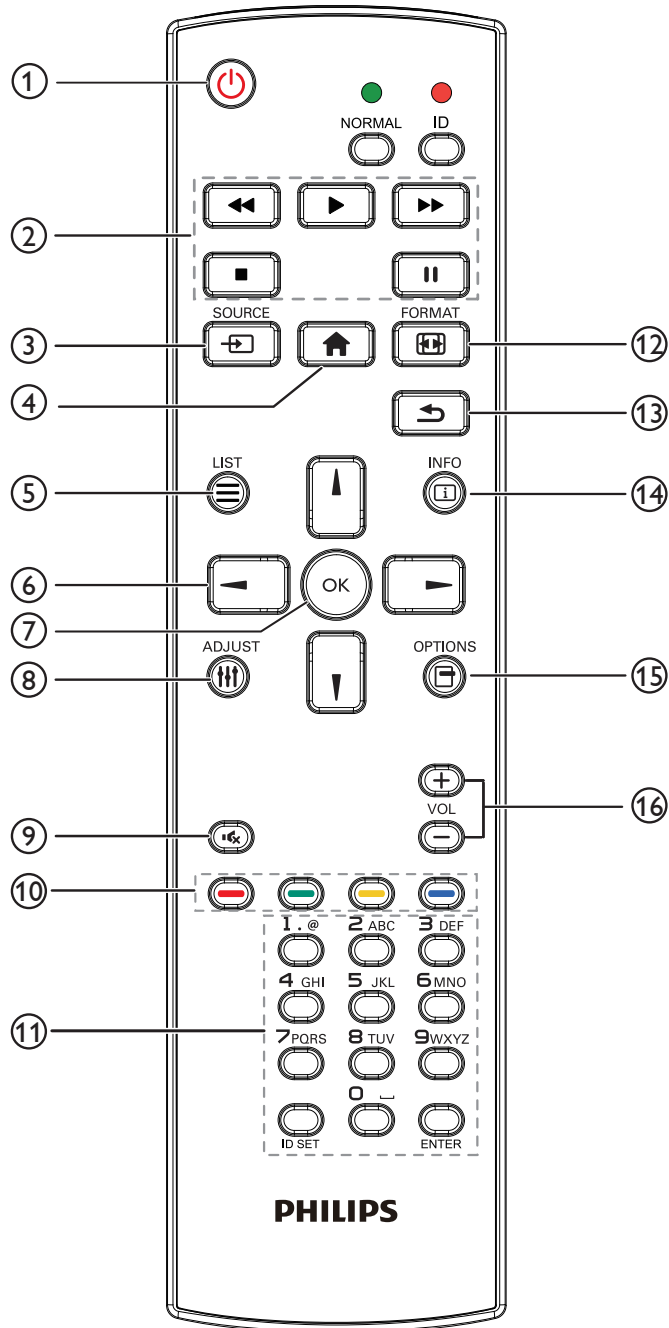 1
NORMAL ID
2
SOURCE FORMAT
3
12
4
13
LIST INFO
5
i
14
6
OK
7
ADJUST OPTIONS
8
15
VOL
16
9
10
1 . @ 2 ABC 3 DEF
4 GHI 5 JKL 6 MNO
11
7 PQRS 8 TUV 9 WXYZ
0
ID SET ENTER
PHILIPS